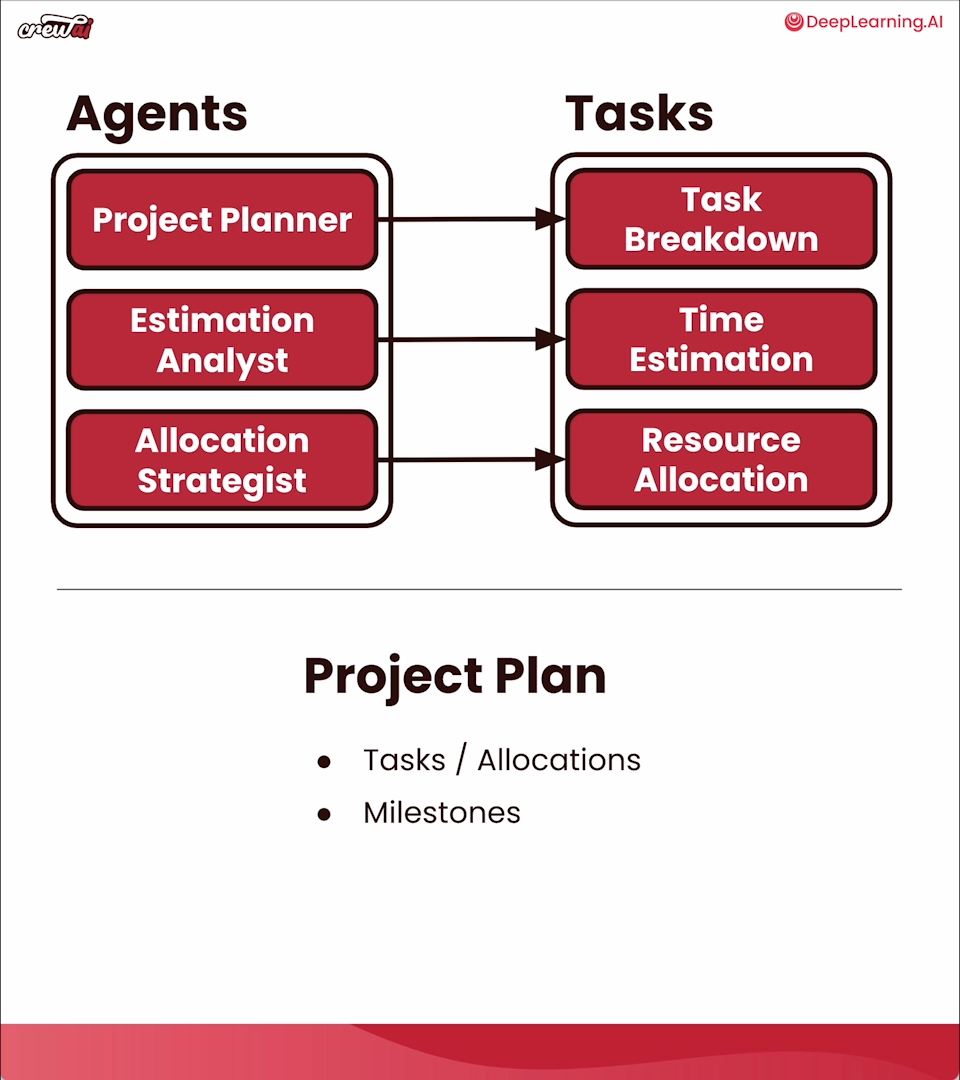 crewai
DeepLearning.AI
Agents
Tasks
Project Planner
Task
Breakdown
Estimation
Analyst
Time
Estimation
Allocation
Strategist
Resource
Allocation
Project Plan
● Tasks / Allocations
● Milestones